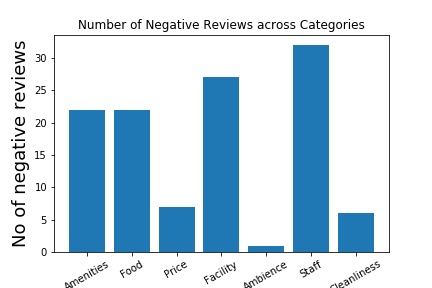 Number of Negative Reviews across Categories
No of negative reviews
30
25
20
15
10
5
0
Amenities
Food
Price
Facility
Ambience
Staff
Cleanliness